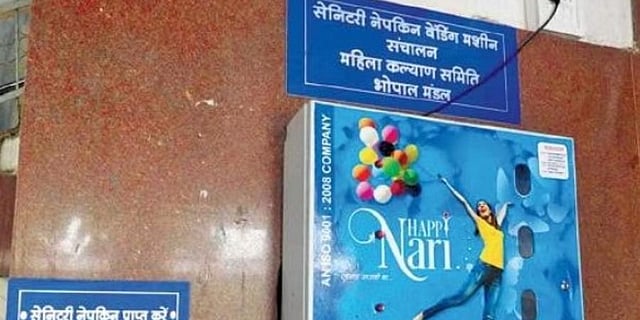 सेनिटरी नेपकिन वेंडिंग मशीन
संचालन
महिला कल्याण समिति
भोपाल मंडल
AN ISO 9001 : 2008 COMPANY
HAPPY
Nari
• सेनिटरी नेपकिन प्राप्त करें •